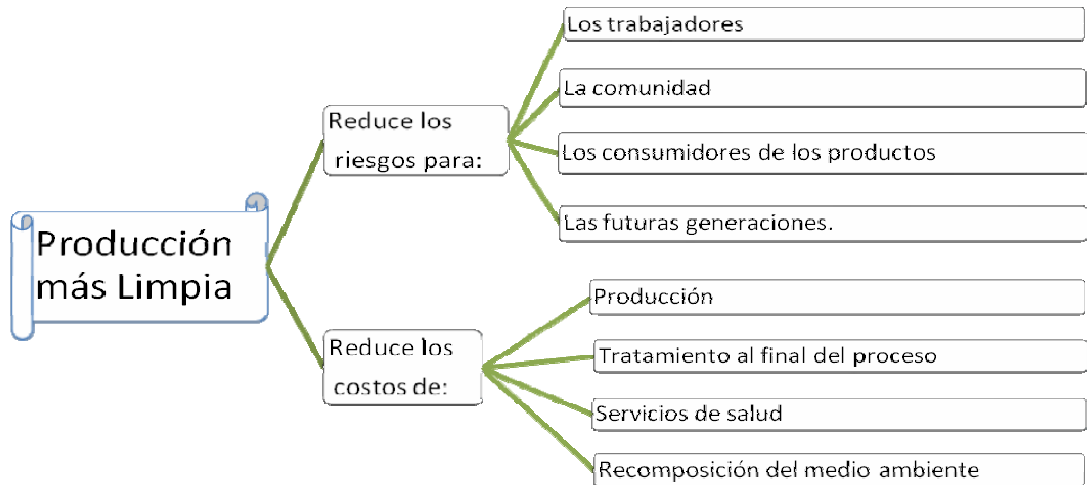 Producción
más Limpia
Reduce los
riesgos para:
Los trabajadores
La comunidad
Los consumidores de los productos
Las futuras generaciones.
Reduce los
costos de:
Producción
Tratamiento al final del proceso
Servicios de salud
Recomposición del medio ambiente